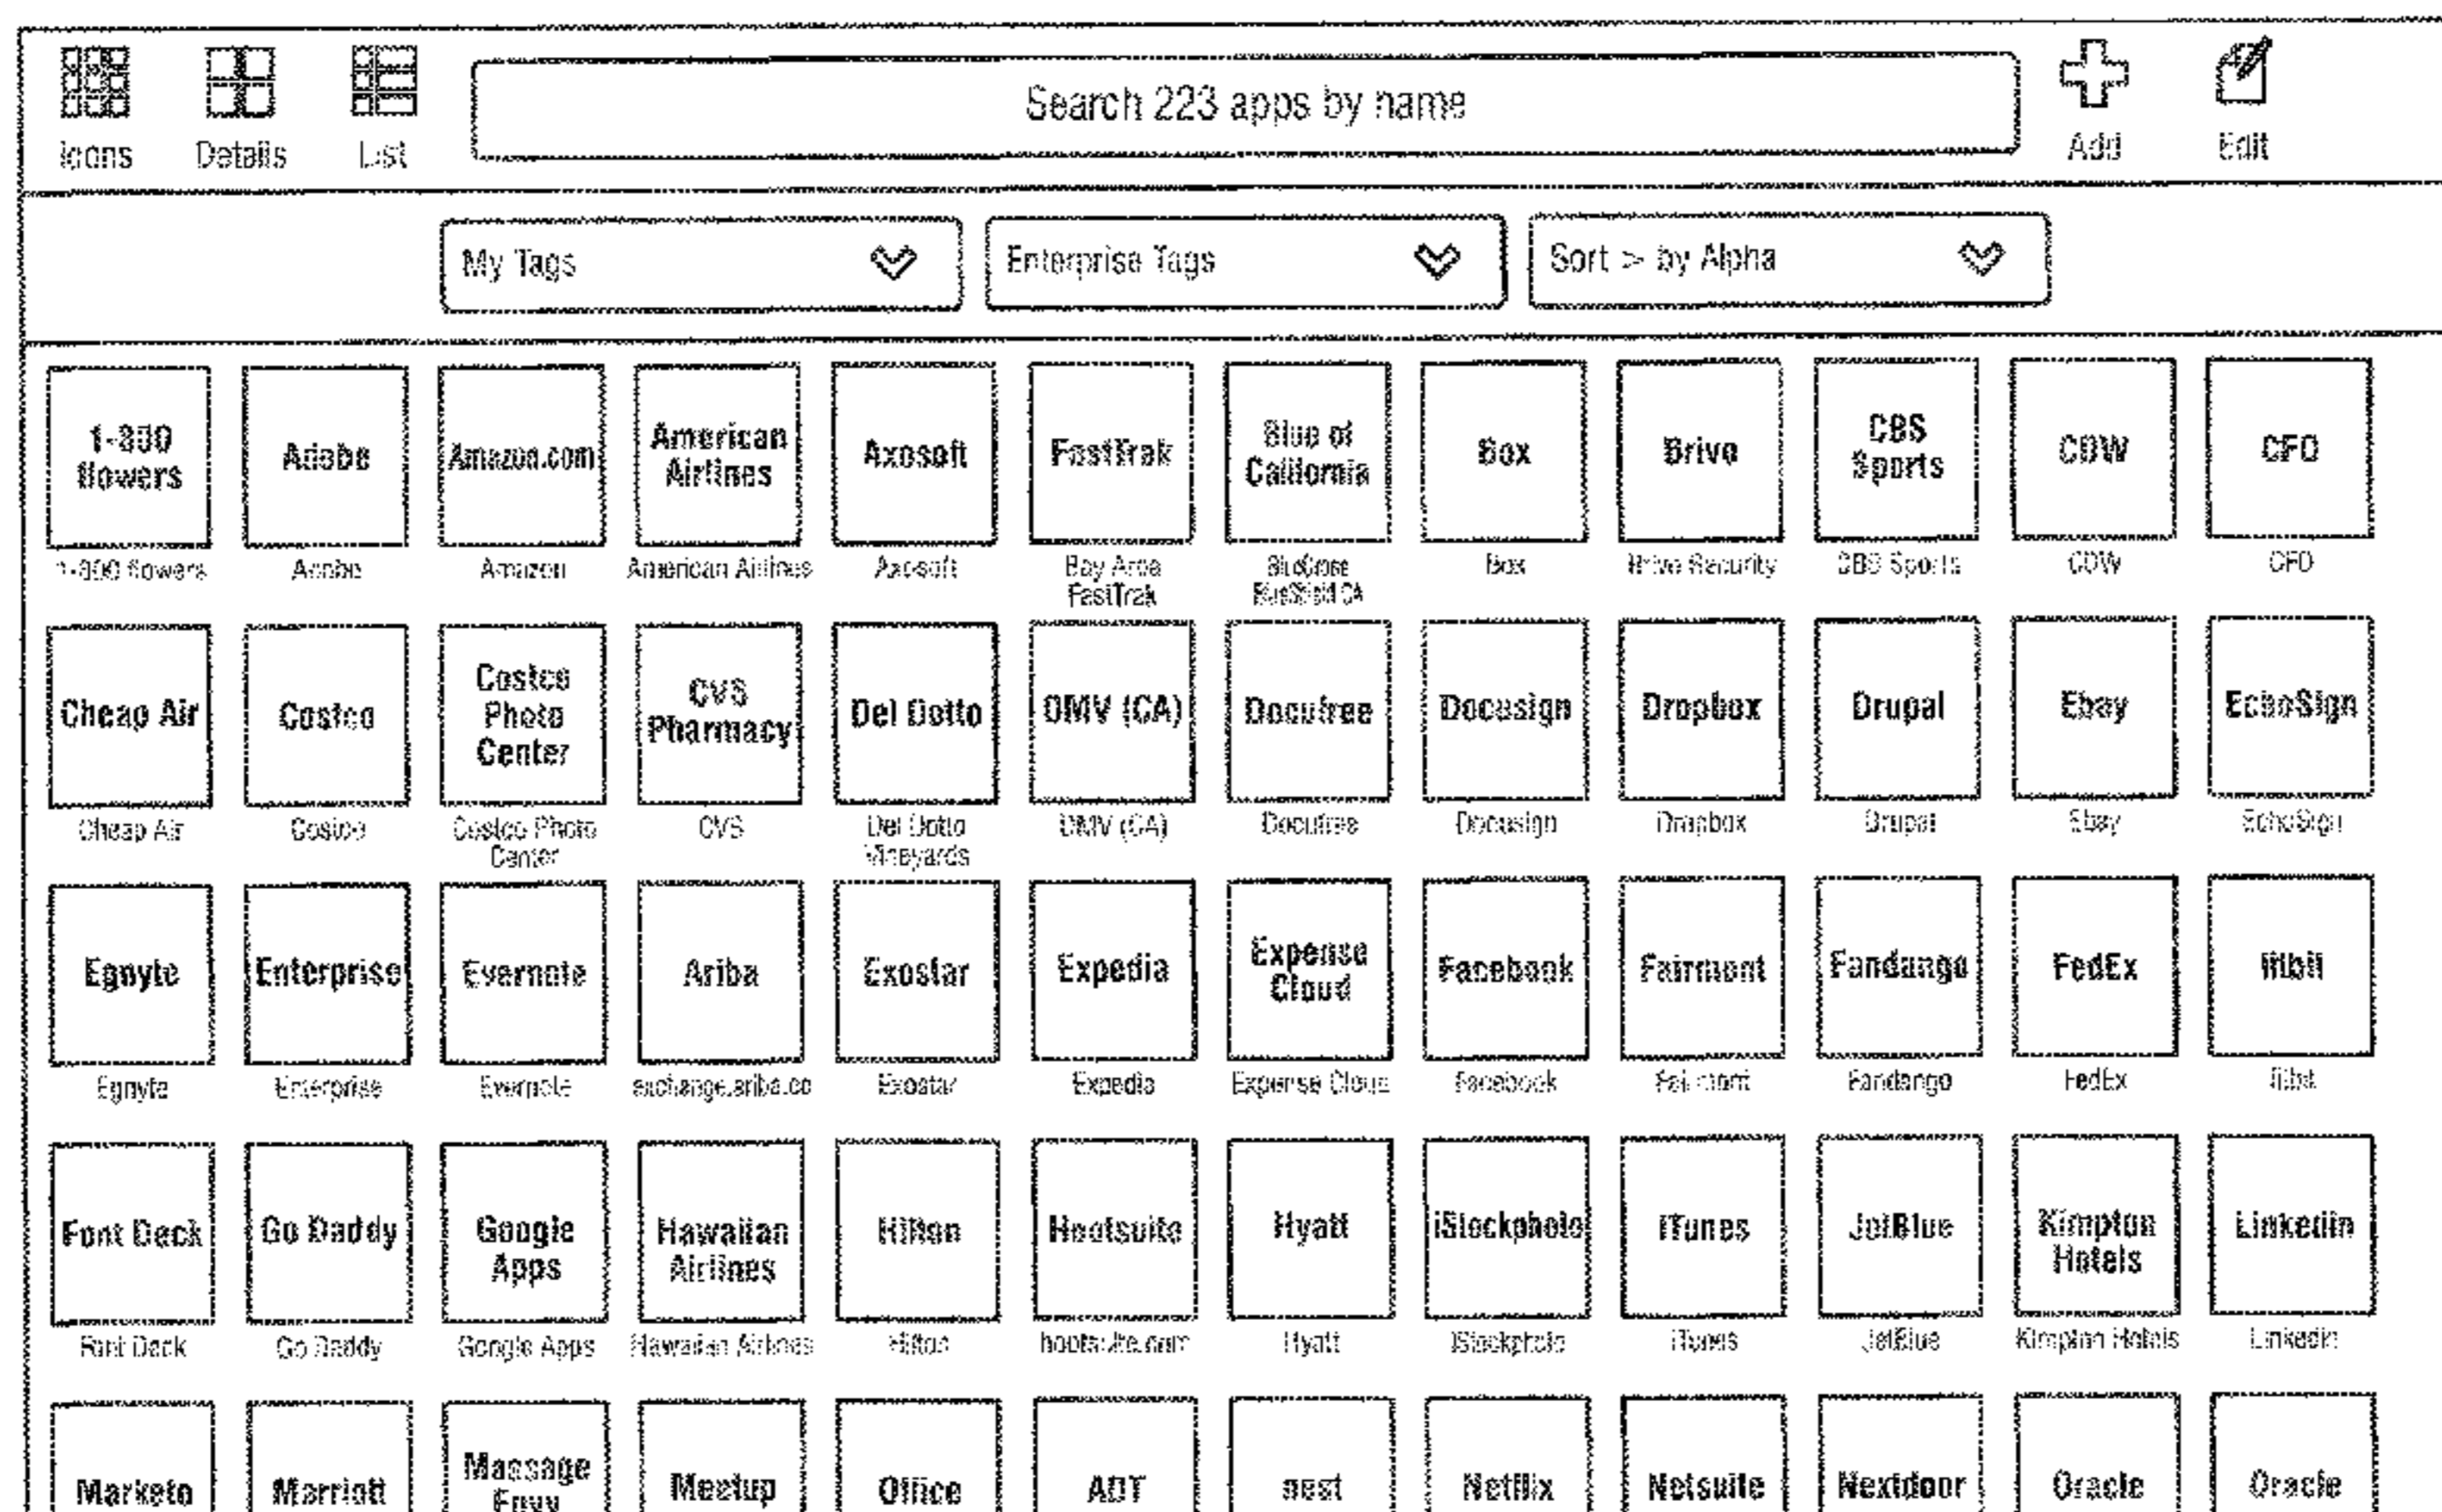 Search 223 apps by name
Icons Details List Add Edit
My Tags Enterprise Tags Sort > by Alpha
1-800 flowers
Adobe
Amazon.com
American Airlines
Axosoft
FastTrak
Blue of California
Box
Brivo
CBS Sports
CDW
CFO
1-800 flowers Adobe Amazon American Airlines Axosoft Bay Area FastTrak Box Brivo Security CBS Sports CDW CFO
Cheap Air
Costco
Costco Photo Center
CVS Pharmacy
Del Dotto
DMV (CA)
Docufree
Docusign
Dropbox
Drupal
Ebay
EchoSign
Cheap Air Costco Costco Photo Center CVS Del Dotto Vineyards DMV (CA) Docufree Docusign Dropbox Drupal Ebay EchoSign
Egnyte
Enterprise
Evernote
Ariba
Exostar
Expedia
Expense Cloud
Facebook
Fairmont
Fandango
FedEx
fitbit
Egnyte Enterprise Evernote exchange.ariba.co Exostar Expedia Expense Cloud Facebook Fairmont Fandango FedEx fitbit
Font Deck
Go Daddy
Google Apps
Hawaiian Airlines
Hilton
Hootsuite
Hyatt
iStockphoto
iTunes
JetBlue
Kimpton Hotels
Linkedin
Font Deck Go Daddy Google Apps Hawaiian Airlines Hilton hootsuite.com Hyatt iStockphoto iTunes JetBlue Kimpton Hotels Linkedin
Marketo
Marriott
Massage Envy
Meetup
Office
ADT
nest
Netflix
Netsuite
Nextdoor
Oracle
Oracle